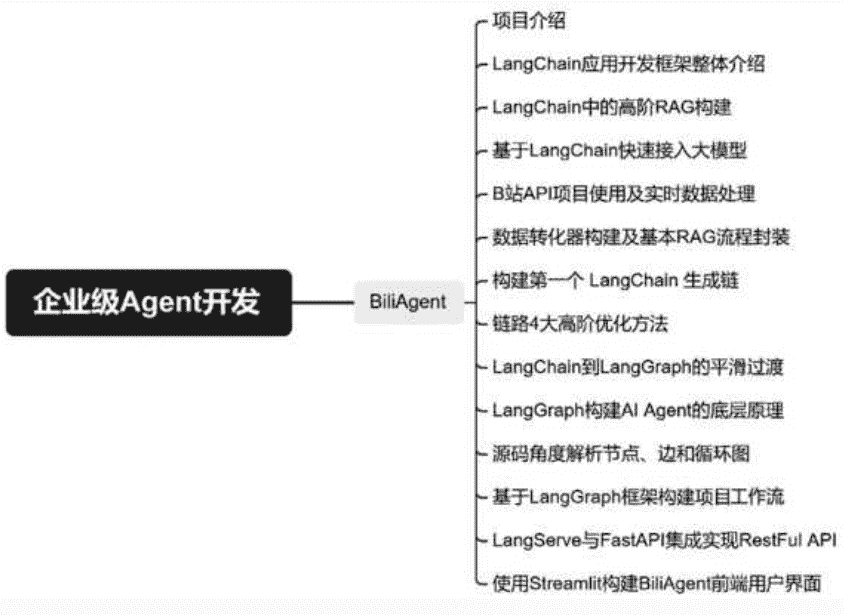 企业级Agent开发
BiliAgent
项目介绍
LangChain应用开发框架整体介绍
LangChain中的高阶RAG构建
基于LangChain快速接入大模型
B站API项目使用及实时数据处理
数据转化器构建及基本RAG流程封装
构建第一个 LangChain 生成链
链路4大高阶优化方法
LangChain到LangGraph的平滑过渡
LangGraph构建AI Agent的底层原理
源码角度解析节点、边和循环图
基于LangGraph框架构建项目工作流
LangServe与FastAPI集成实现RestFul API
使用Streamlit构建BiliAgent前端用户界面